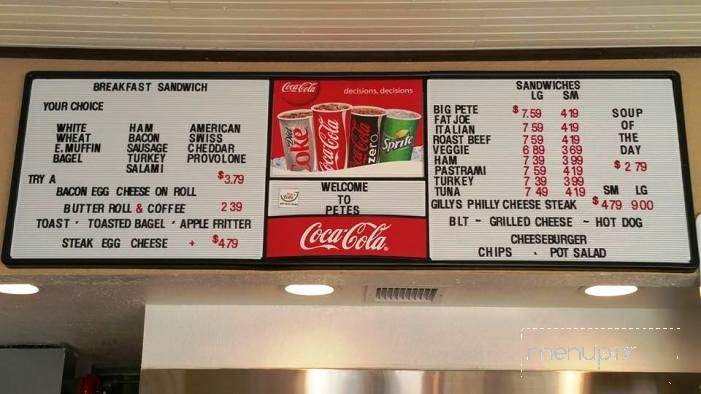 BREAKFAST SANDWICH
YOUR CHOICE
WHITE HAM AMERICAN
WHEAT BACON SWISS
E.MUFFIN SAUSAGE CHEDDAR
BAGEL TURKEY PROVOLONE
SALAMI
$3.79
TRY A
BACON EGG CHEESE ON ROLL
BUTTER ROLL & COFFEE 2 39
TOAST · TOASTED BAGEL · APPLE FRITTER
STEAK EGG CHEESE + $4.79
Coca-Cola
decisions, decisions
Diet Coke
Coca-Cola
Coca-Cola zero
Sprite
WELCOME
TO
PETES
Coca-Cola
SANDWICHES
LG SM
BIG PETE $7.59 4 19
FAT JOE 7 59 4 19
ITALIAN 7 59 4 19
ROAST BEEF 7 59 4 19
VEGGIE 6 89 3 69
HAM 7 39 3 99
PASTRAMI 7 59 4 19
TURKEY 7 39 3 99
TUNA 7 49 4 19
SOUP
OF
THE
DAY
$2 79
SM LG
GILLYS PHILLY CHEESE STEAK $4 79 9 00
BLT - GRILLED CHEESE - HOT DOG
CHEESEBURGER
CHIPS . POT SALAD
menupix